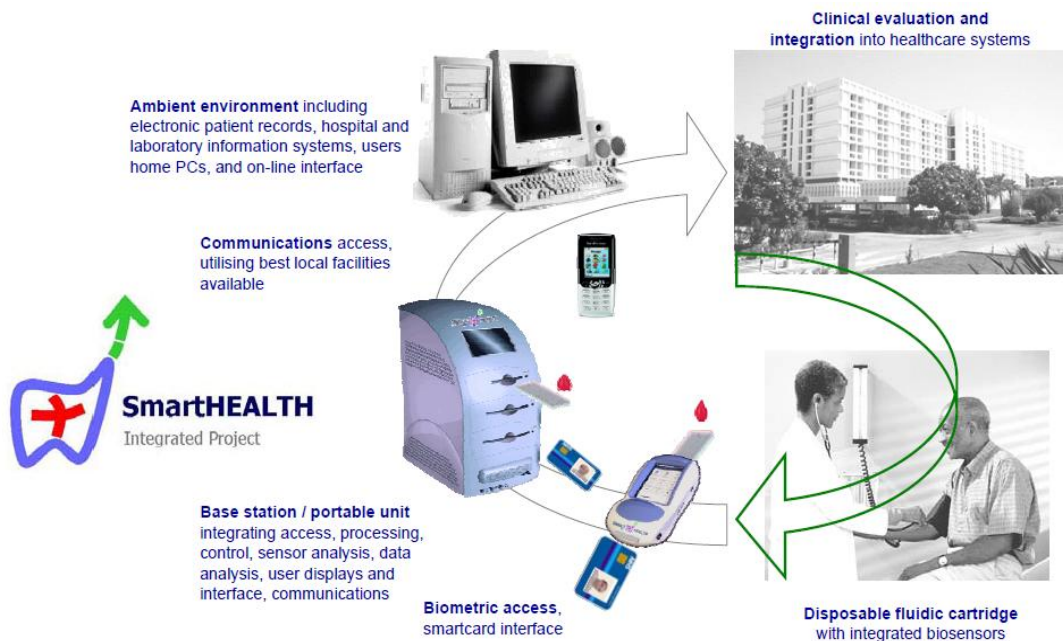 Clinical evaluation and
integration into healthcare systems
Ambient environment including
electronic patient records, hospital and
laboratory information systems, users
home PCs, and on-line interface
Communications access,
utilising best local facilities
available
SmartHEALTH
Integrated Project
Base station / portable unit
integrating access, processing,
control, sensor analysis, data
analysis, user displays and
interface, communications
Biometric access,
smartcard interface
Disposable fluidic cartridge
with integrated biosensors